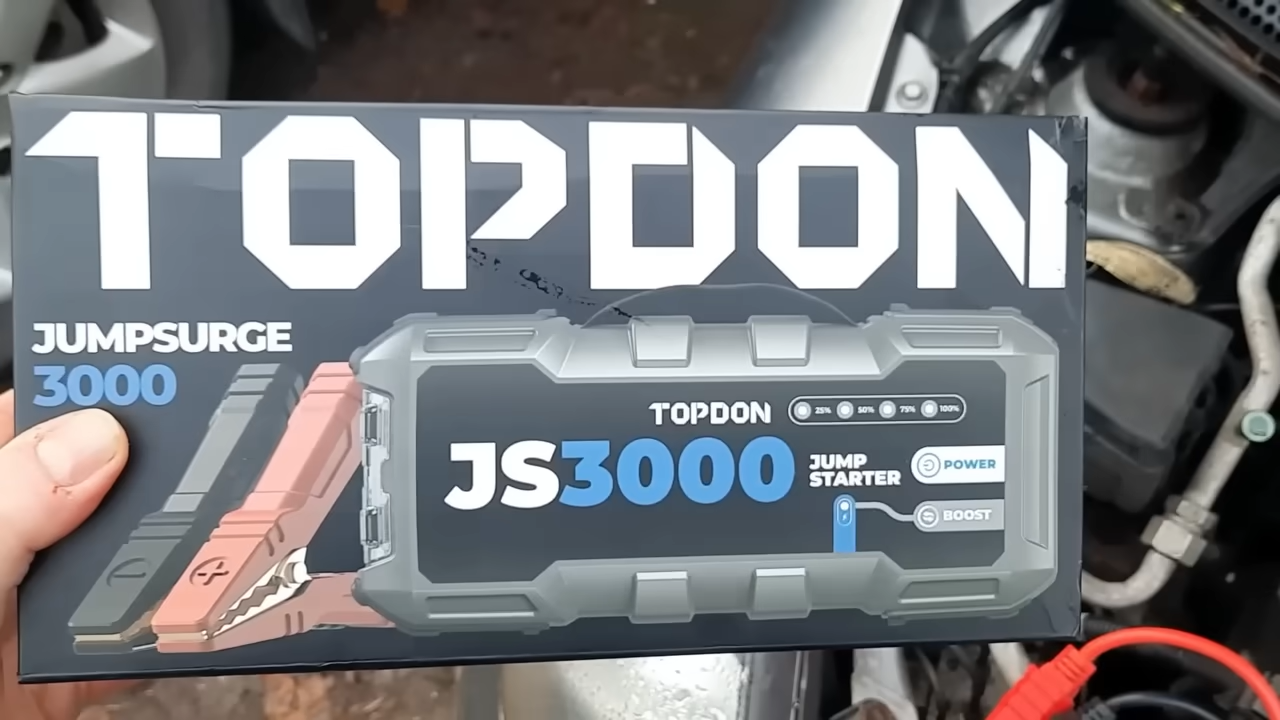 TOPDON
JUMPSURGE
3000
TOPDON
25% 50% 75% 100%
JS3000
JUMP
STARTER
POWER
BOOST